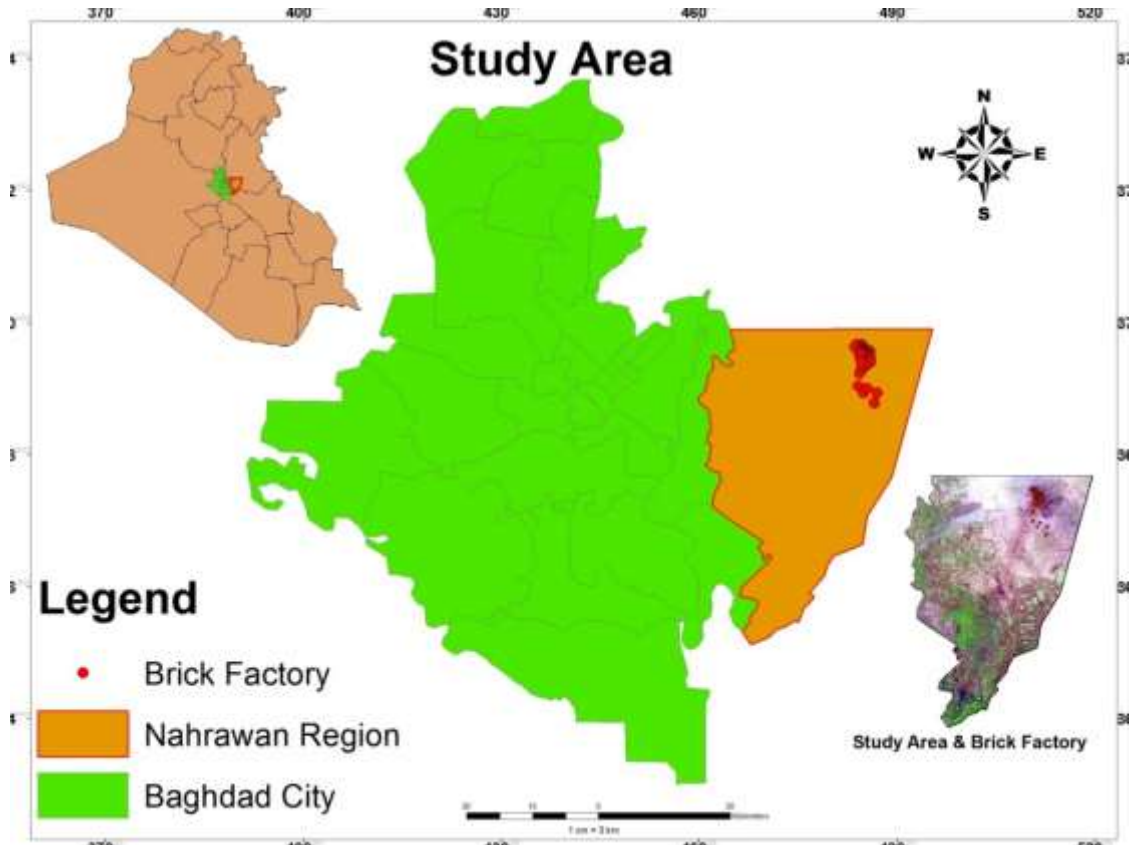 370 400 430 460 490 520
Study Area
N
W E
S
Legend
Brick Factory
Nahrawan Region
Baghdad City
Study Area & Brick Factory